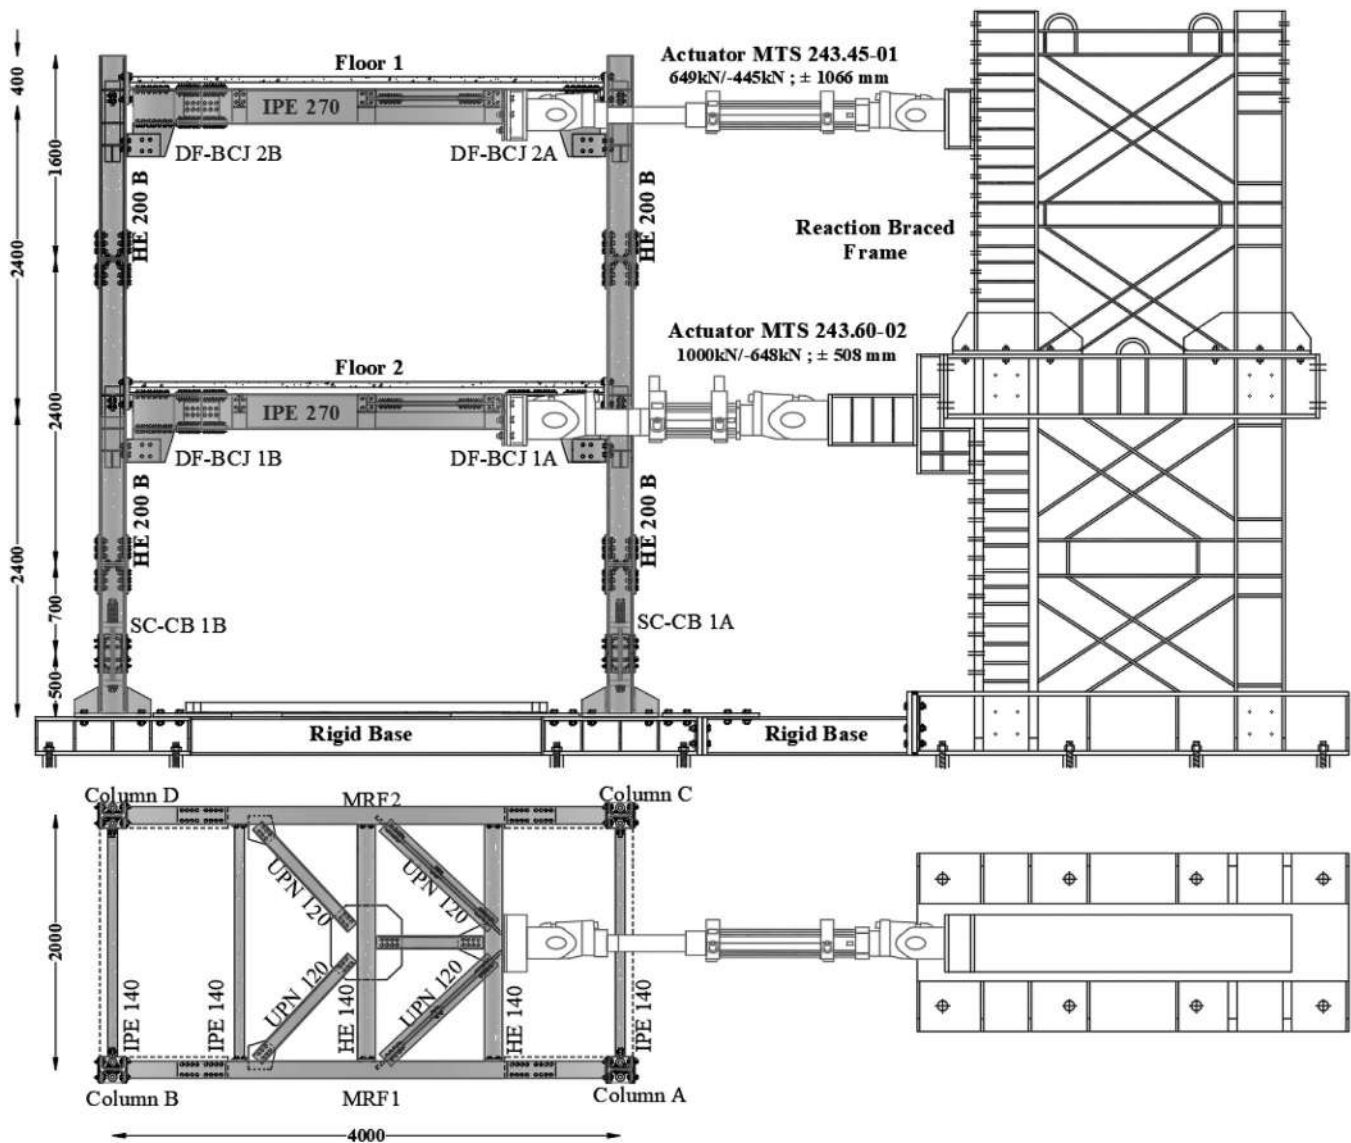 Floor 1
Actuator MTS 243.45-01
649kN/-445kN ; ± 1066 mm
400
IPE 270
DF-BCJ 2B
DF-BCJ 2A
1600
HE 200 B
HE 200 B
Reaction Braced
Frame
2400
Actuator MTS 243.60-02
1000kN/-648kN ; ± 508 mm
Floor 2
2400
IPE 270
DF-BCJ 1B
DF-BCJ 1A
HE 200 B
HE 200 B
2400
700
SC-CB 1B
SC-CB 1A
500
Rigid Base
Rigid Base
Column D
MRF2
Column C
UPN 120
UPN 120
2000
UPN 120
UPN 120
IPE 140
IPE 140
HE 140
HE 140
IPE 140
Column B
MRF1
Column A
4000